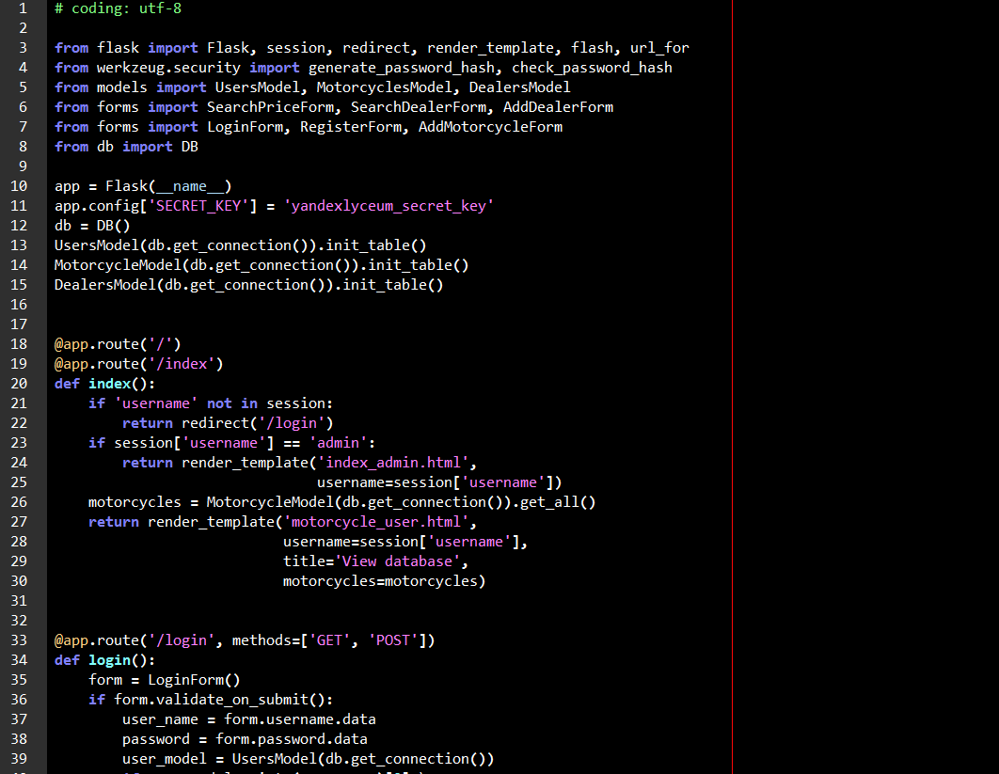 1 # coding: utf-8
2
3 from flask import Flask, session, redirect, render_template, flash, url_for
4 from werkzeug.security import generate_password_hash, check_password_hash
5 from models import UsersModel, MotorcyclesModel, DealersModel
6 from forms import SearchPriceForm, SearchDealerForm, AddDealerForm
7 from forms import LoginForm, RegisterForm, AddMotorcycleForm
8 from db import DB
9
10 app = Flask(__name__)
11 app.config['SECRET_KEY'] = 'yandexlyceum_secret_key'
12 db = DB()
13 UsersModel(db.get_connection()).init_table()
14 MotorcycleModel(db.get_connection()).init_table()
15 DealersModel(db.get_connection()).init_table()
16
17
18 @app.route('/')
19 @app.route('/index')
20 def index():
21     if 'username' not in session:
22         return redirect('/login')
23     if session['username'] == 'admin':
24         return render_template('index_admin.html',
25                                username=session['username'])
26     motorcycles = MotorcycleModel(db.get_connection()).get_all()
27     return render_template('motorcycle_user.html',
28                            username=session['username'],
29                            title='View database',
30                            motorcycles=motorcycles)
31
32
33 @app.route('/login', methods=['GET', 'POST'])
34 def login():
35     form = LoginForm()
36     if form.validate_on_submit():
37         user_name = form.username.data
38         password = form.password.data
39         user_model = UsersModel(db.get_connection())